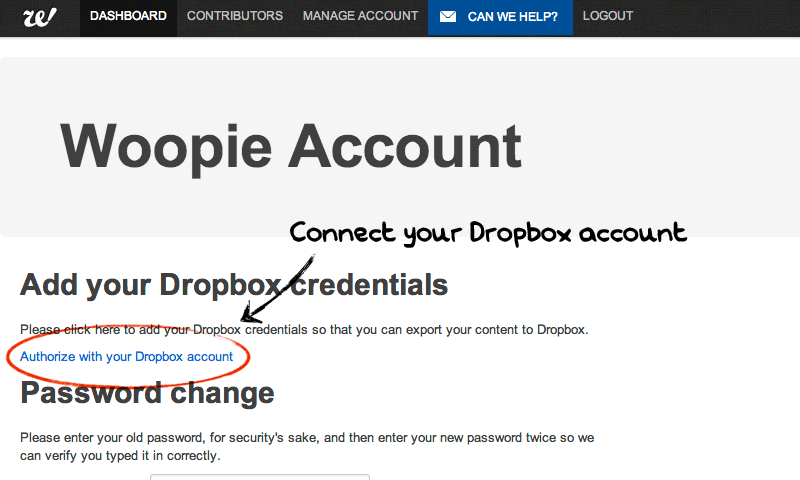 we!
DASHBOARD CONTRIBUTORS MANAGE ACCOUNT CAN WE HELP? LOGOUT
Woopie Account
Connect your Dropbox account
Add your Dropbox credentials
Please click here to add your Dropbox credentials so that you can export your content to Dropbox.
Authorize with your Dropbox account
Password change
Please enter your old password, for security's sake, and then enter your new password twice so we
can verify you typed it in correctly.